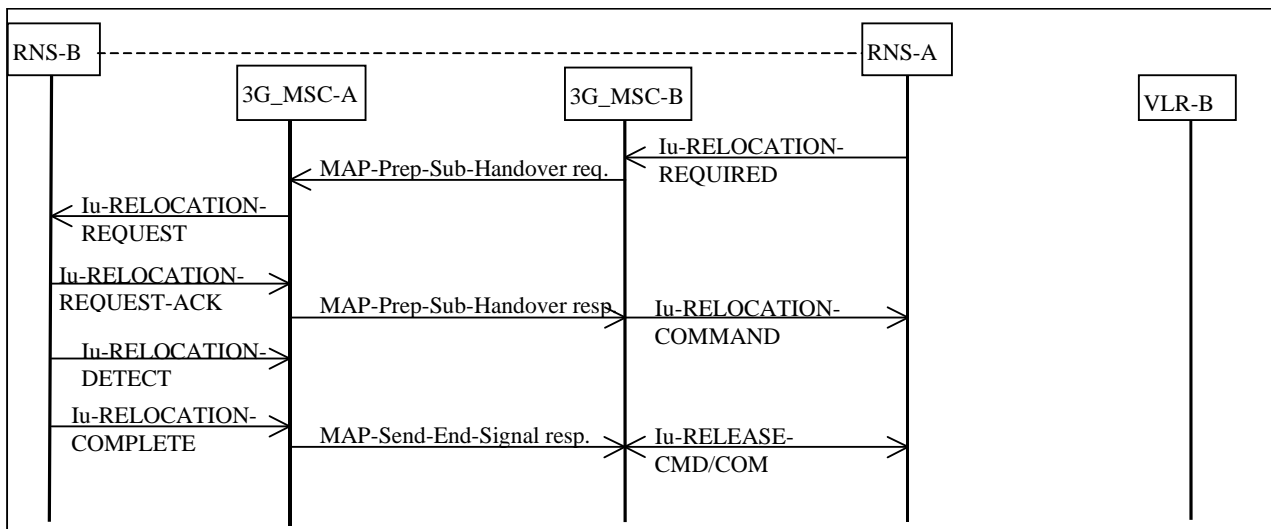 RNS-B
RNS-A
3G_MSC-A
3G_MSC-B
VLR-B
Iu-RELOCATION-
REQUIRED
MAP-Prep-Sub-Handover req.
Iu-RELOCATION-
REQUEST
Iu-RELOCATION-
REQUEST-ACK
MAP-Prep-Sub-Handover resp.
Iu-RELOCATION-
COMMAND
Iu-RELOCATION-
DETECT
Iu-RELOCATION-
COMPLETE
MAP-Send-End-Signal resp.
Iu-RELEASE-
CMD/COM